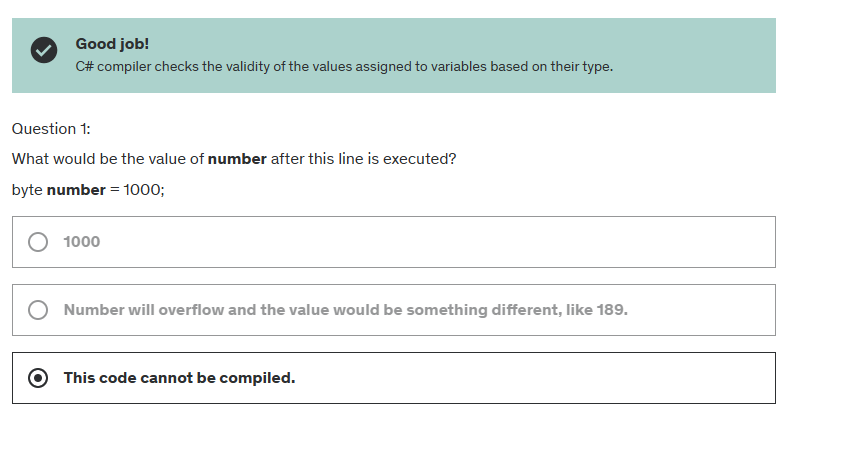 Good job!
C# compiler checks the validity of the values assigned to variables based on their type.
Question 1:
What would be the value of number after this line is executed?
byte number = 1000;
1000
Number will overflow and the value would be something different, like 189.
This code cannot be compiled.